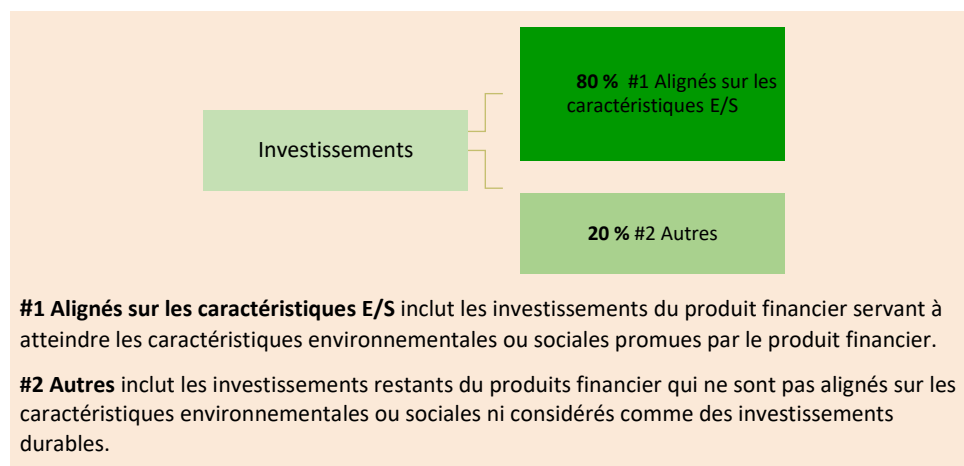 80 % #1 Alignés sur les
caractéristiques E/S
Investissements
20 % #2 Autres
#1 Alignés sur les caractéristiques E/S inclut les investissements du produit financier servant à
atteindre les caractéristiques environnementales ou sociales promues par le produit financier.
#2 Autres inclut les investissements restants du produits financier qui ne sont pas alignés sur les
caractéristiques environnementales ou sociales ni considérés comme des investissements
durables.